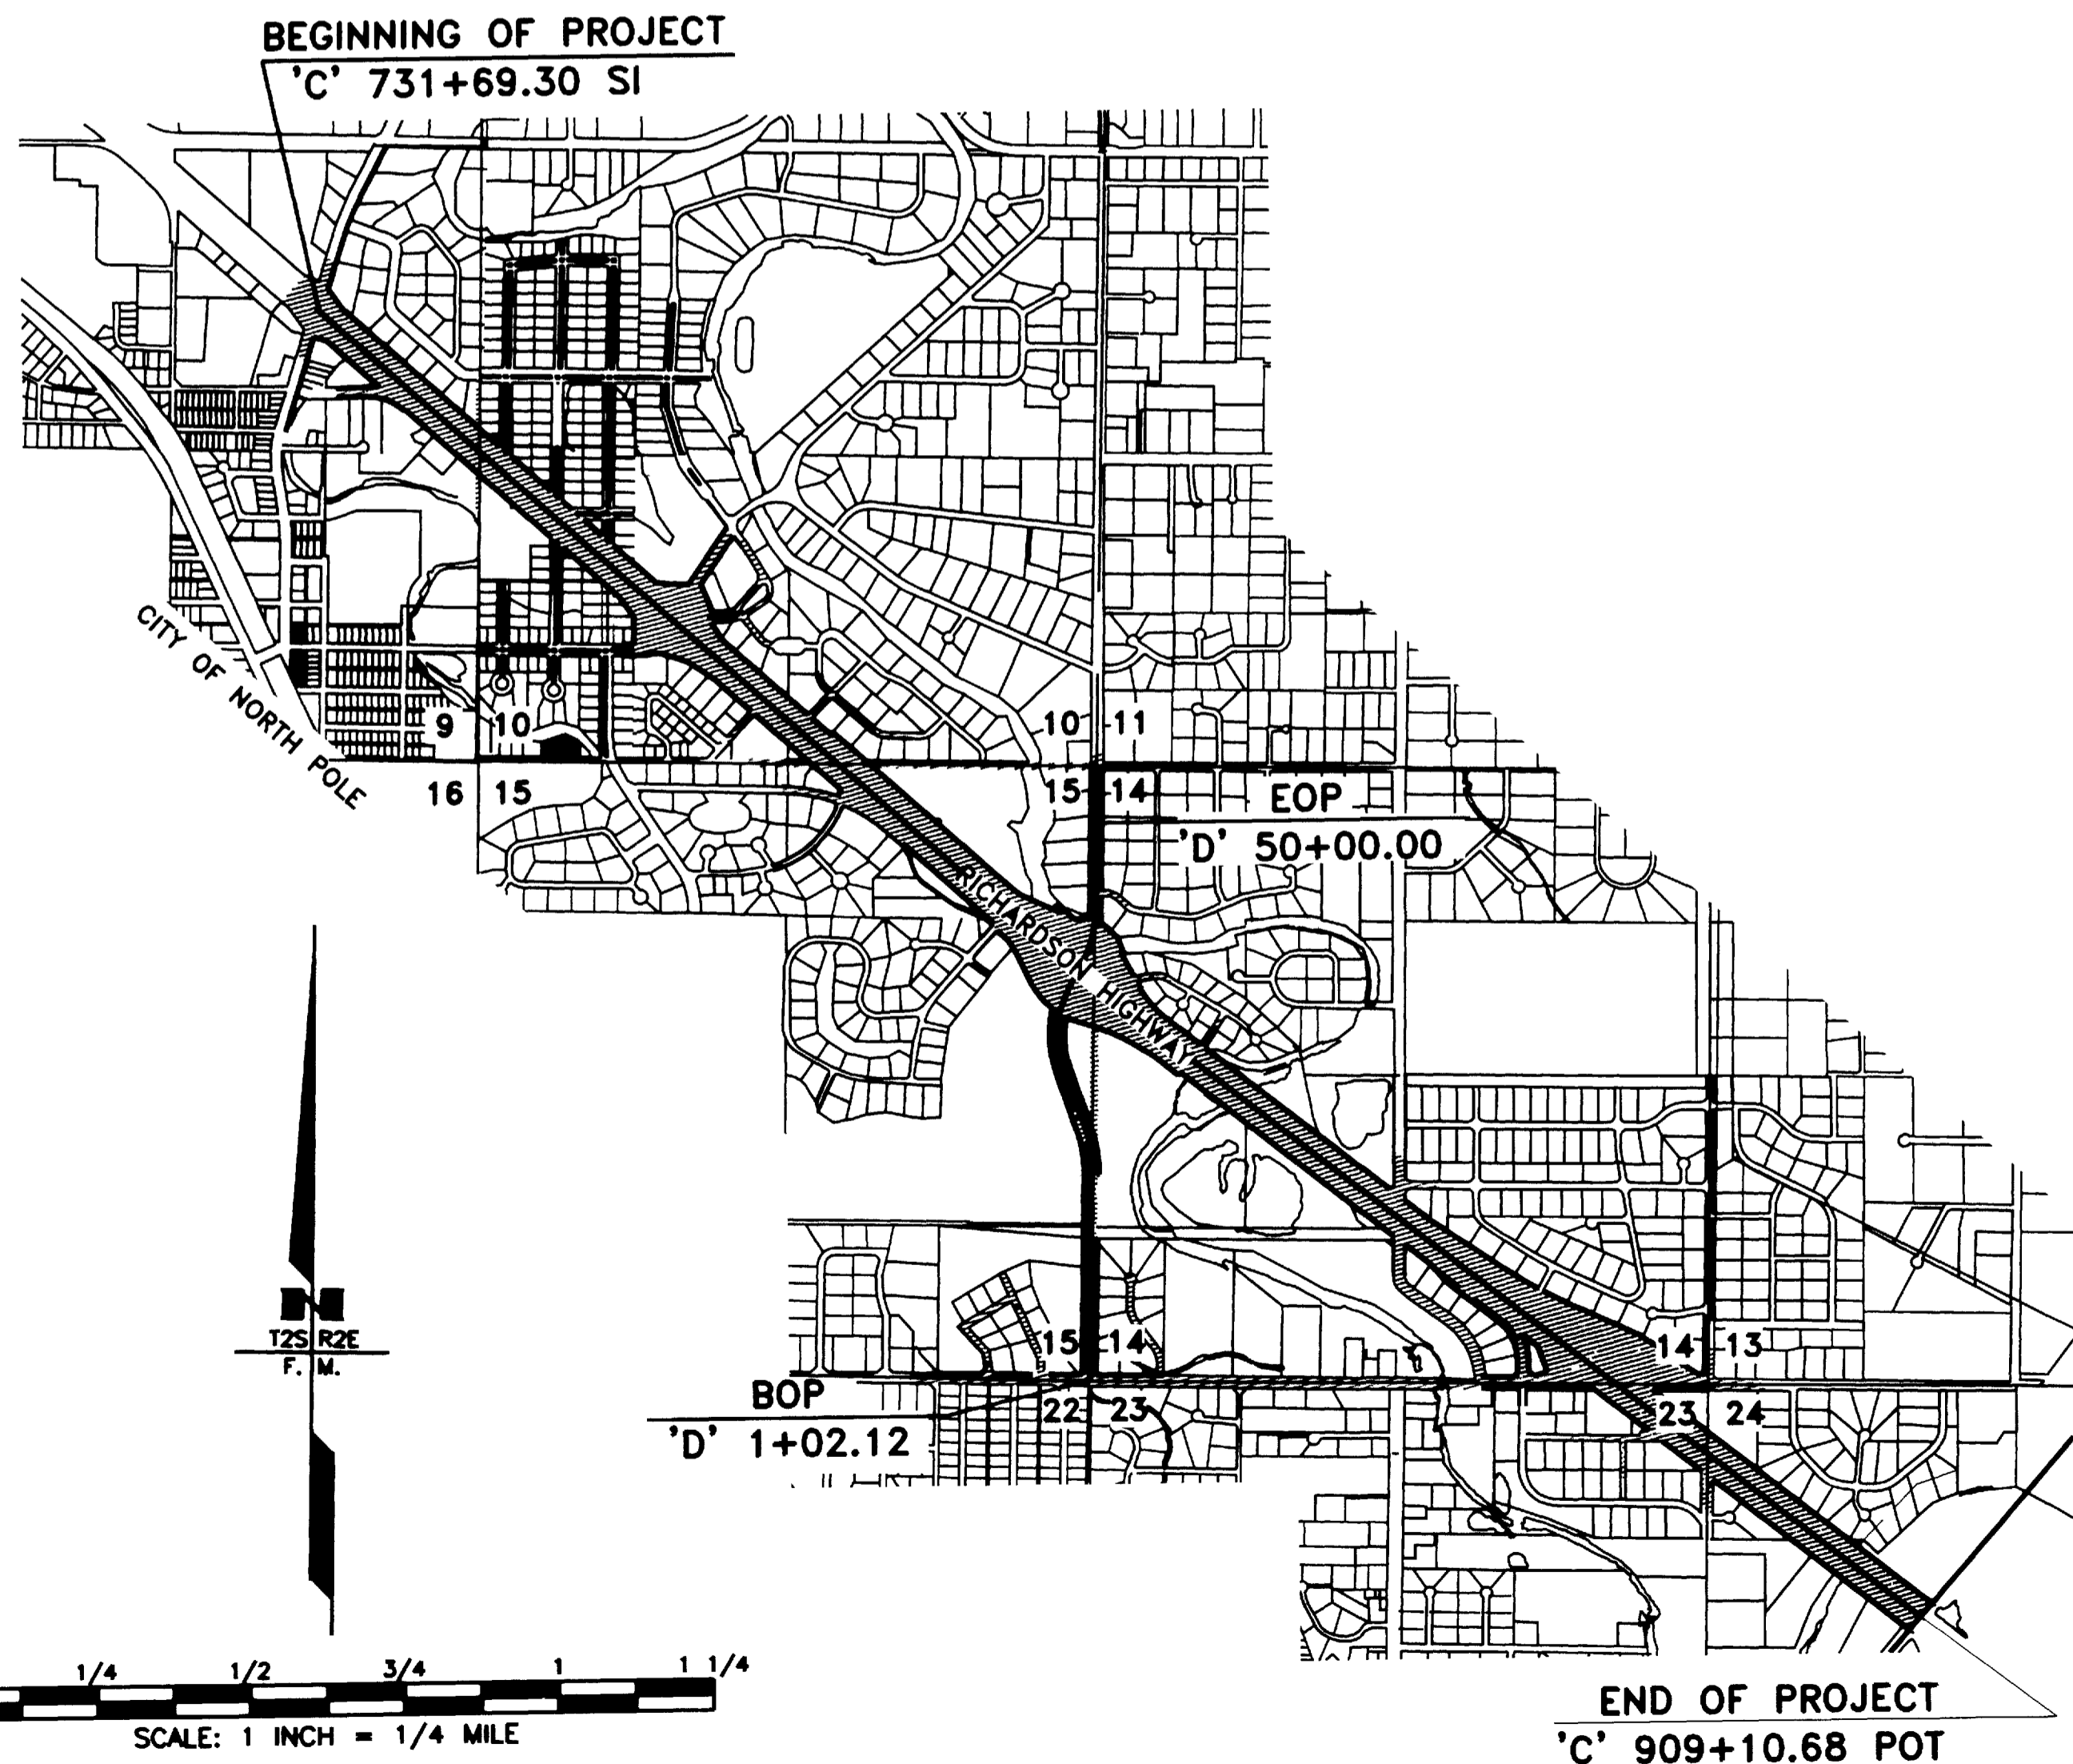 BEGINNING OF PROJECT
'C' 731+69.30 SI
CITY OF NORTH POLE
9 10
16 15
10 11
15 14
EOP
'D' 50+00.00
RICHARDSON HIGHWAY
N
T2S R2E
F. M.
15 14
22 23
14 13
23 24
BOP
'D' 1+02.12
1/4 1/2 3/4 1 1 1/4
SCALE: 1 INCH = 1/4 MILE
END OF PROJECT
'C' 909+10.68 POT